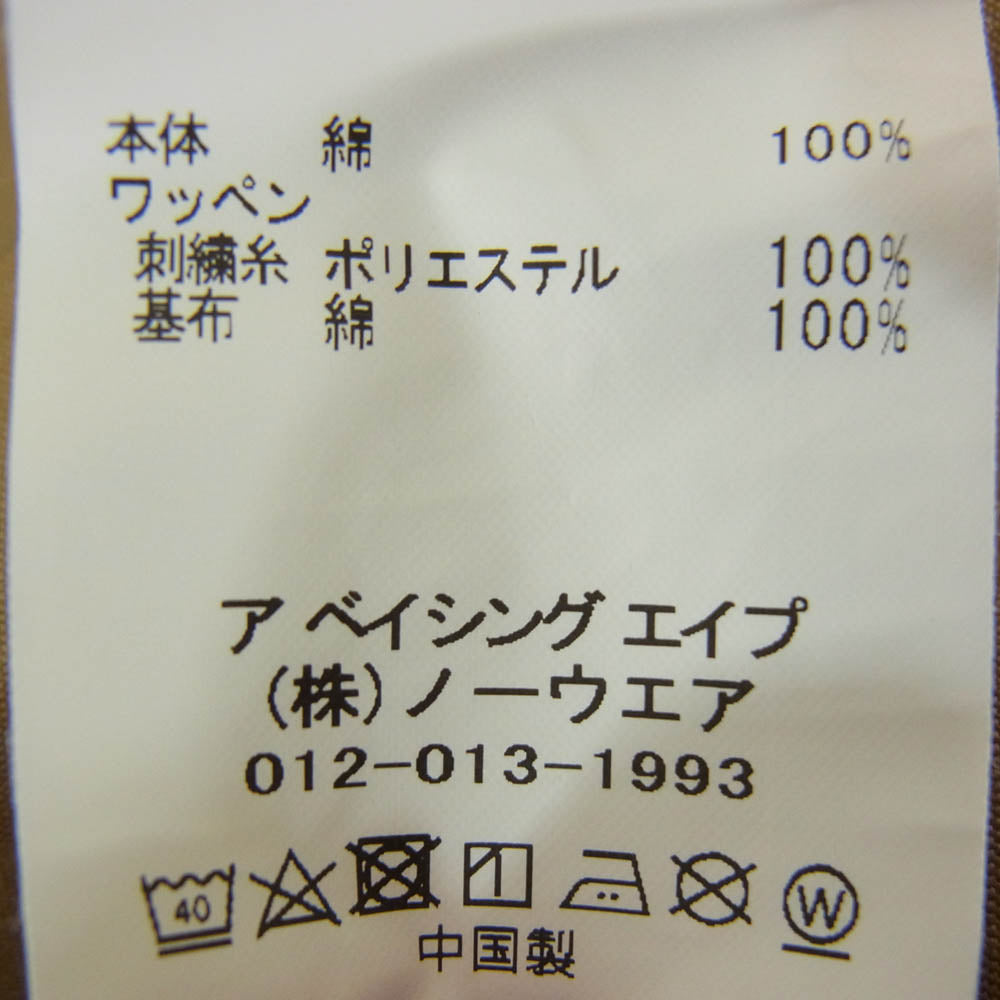 本体 綿 100%
ワッペン
刺繍糸 ポリエステル 100%
基布 綿 100%
ア ベイシング エイプ
(株)ノーウエア
012-013-1993
40
W
中国製